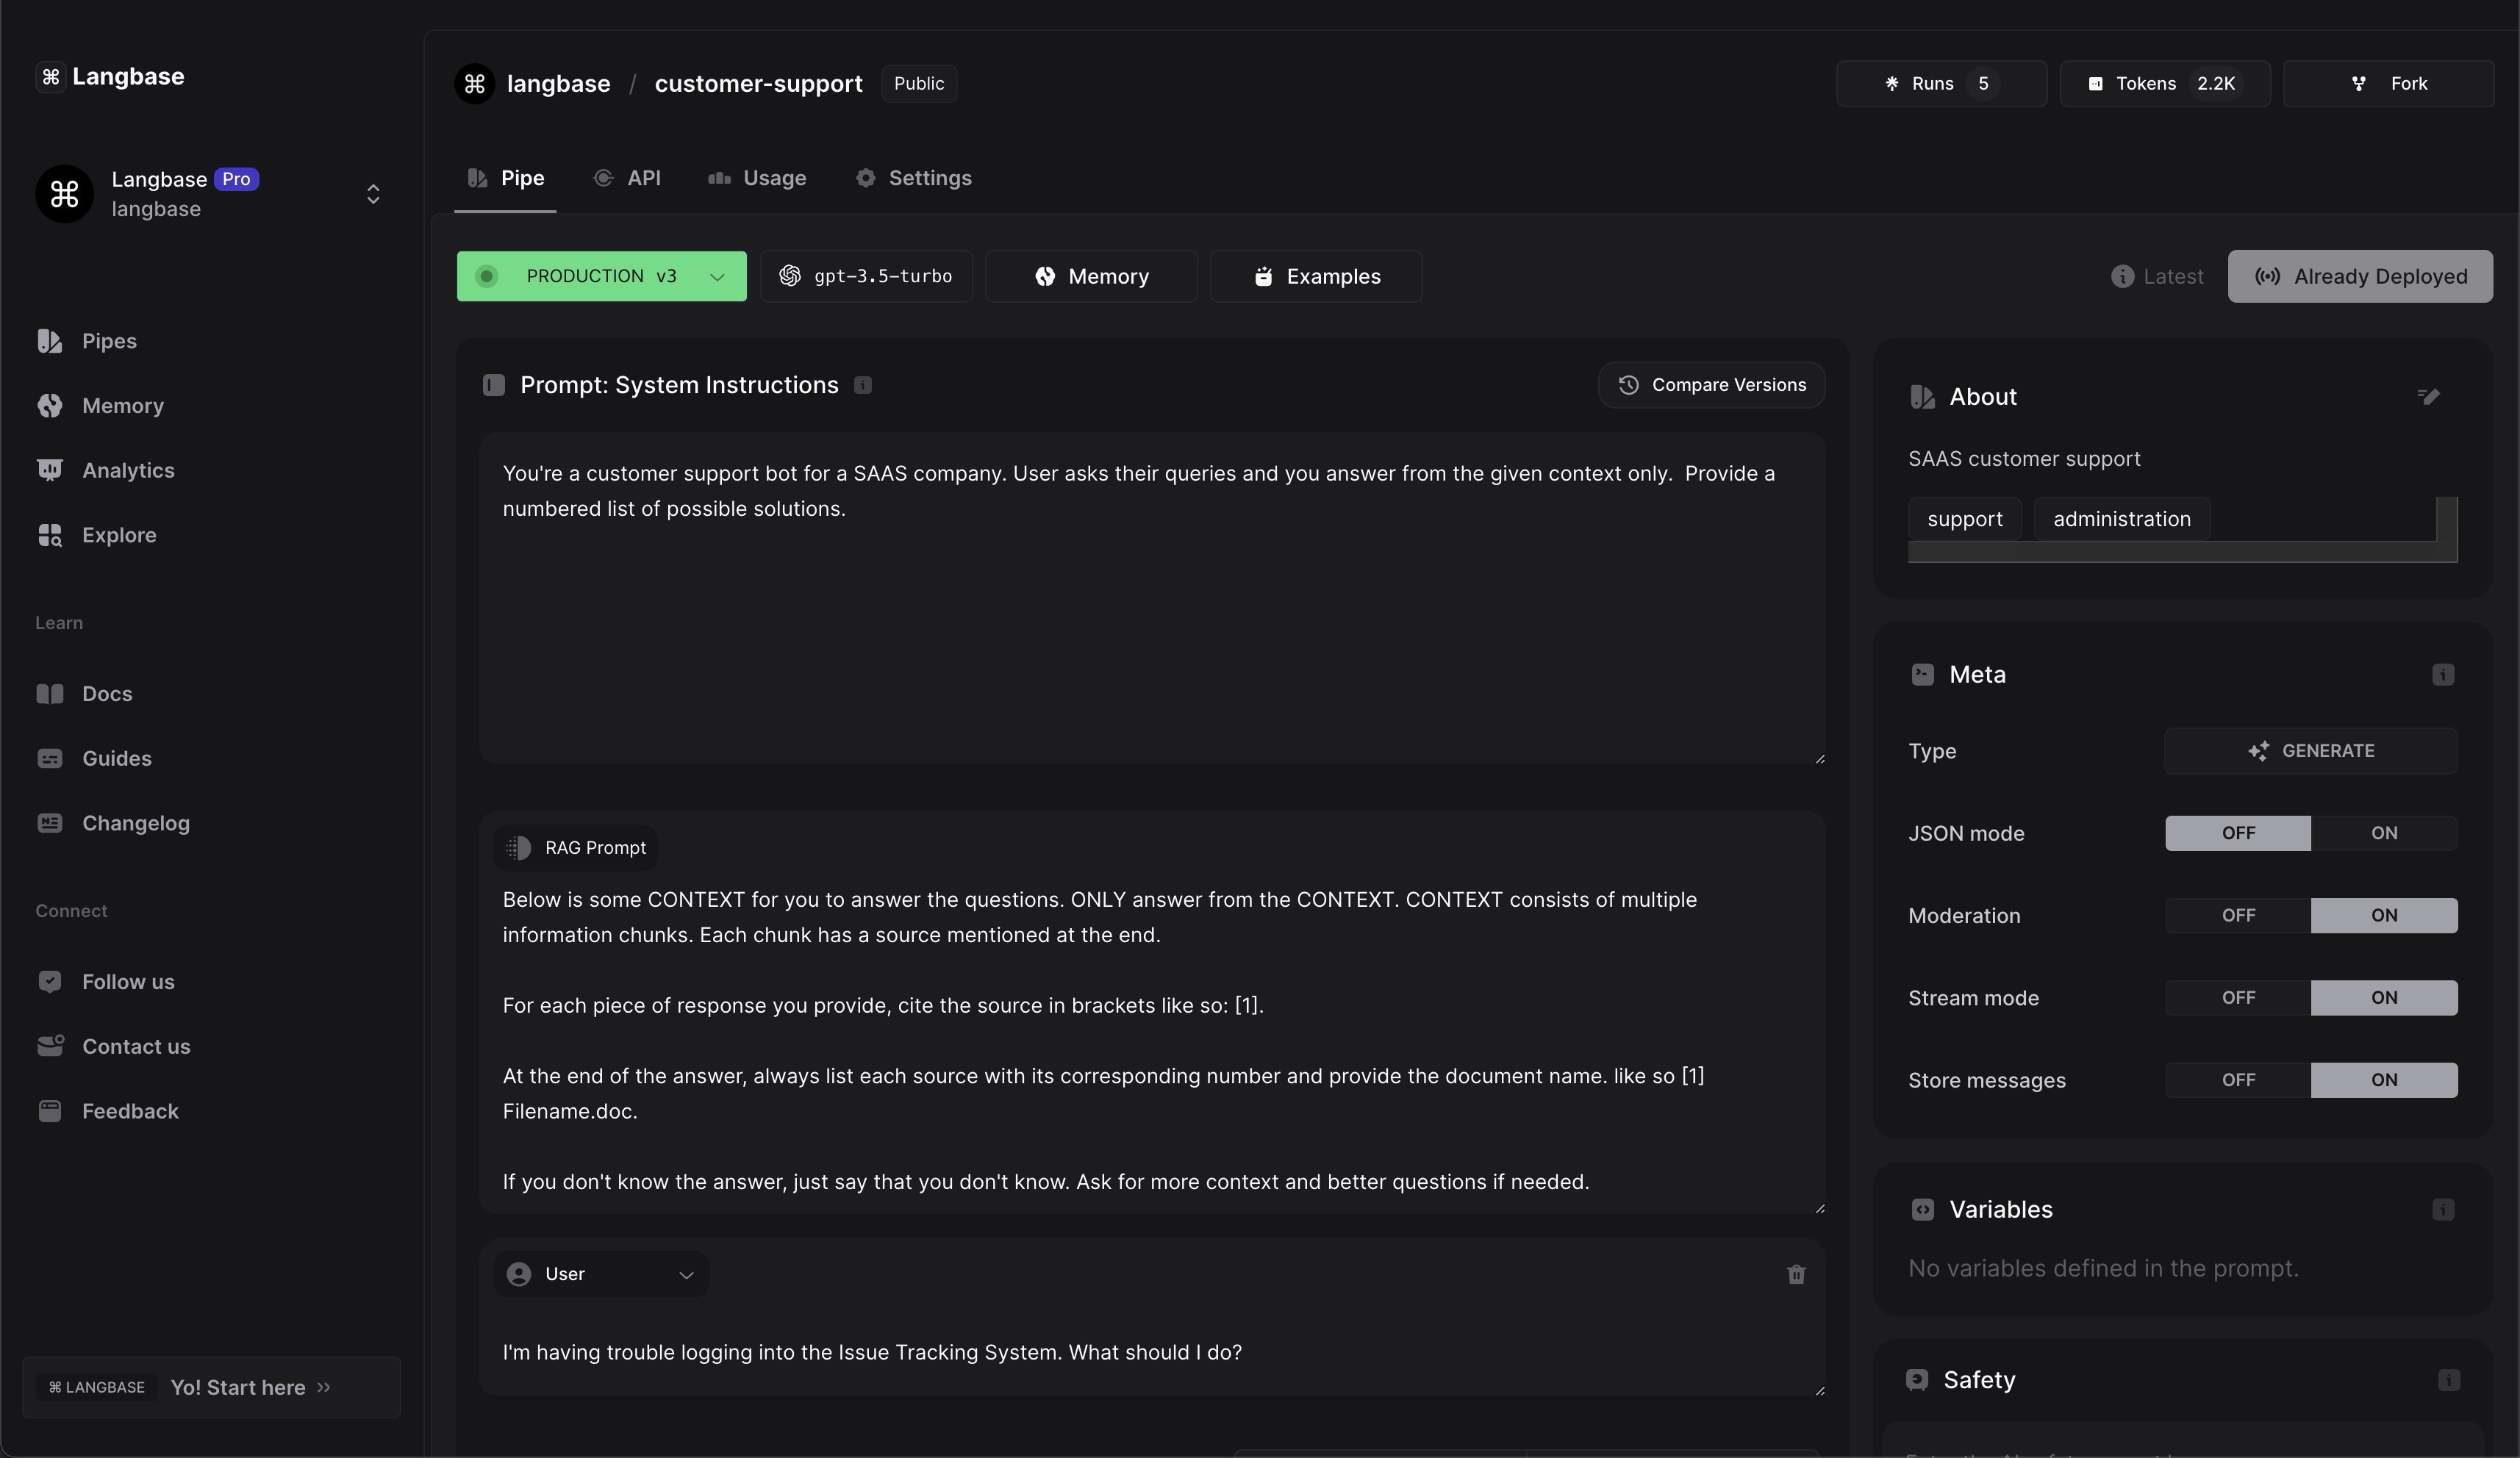 Langbase
Langbase Pro
langbase
Pipes
Memory
Analytics
Explore
Learn
Docs
Guides
Changelog
Connect
Follow us
Contact us
Feedback
⌘ LANGBASE Yo! Start here »
langbase / customer-support Public
Runs 5
Tokens 2.2K
Fork
Pipe API Usage Settings
PRODUCTION v3
gpt-3.5-turbo
Memory
Examples
Latest
Already Deployed
Prompt: System Instructions
Compare Versions
You're a customer support bot for a SAAS company. User asks their queries and you answer from the given context only.  Provide a
numbered list of possible solutions.
RAG Prompt
Below is some CONTEXT for you to answer the questions. ONLY answer from the CONTEXT. CONTEXT consists of multiple
information chunks. Each chunk has a source mentioned at the end.
For each piece of response you provide, cite the source in brackets like so: [1].
At the end of the answer, always list each source with its corresponding number and provide the document name. like so [1]
Filename.doc.
If you don't know the answer, just say that you don't know. Ask for more context and better questions if needed.
User
I'm having trouble logging into the Issue Tracking System. What should I do?
About
SAAS customer support
support administration
Meta
Type GENERATE
JSON mode OFF ON
Moderation OFF ON
Stream mode OFF ON
Store messages OFF ON
Variables
No variables defined in the prompt.
Safety